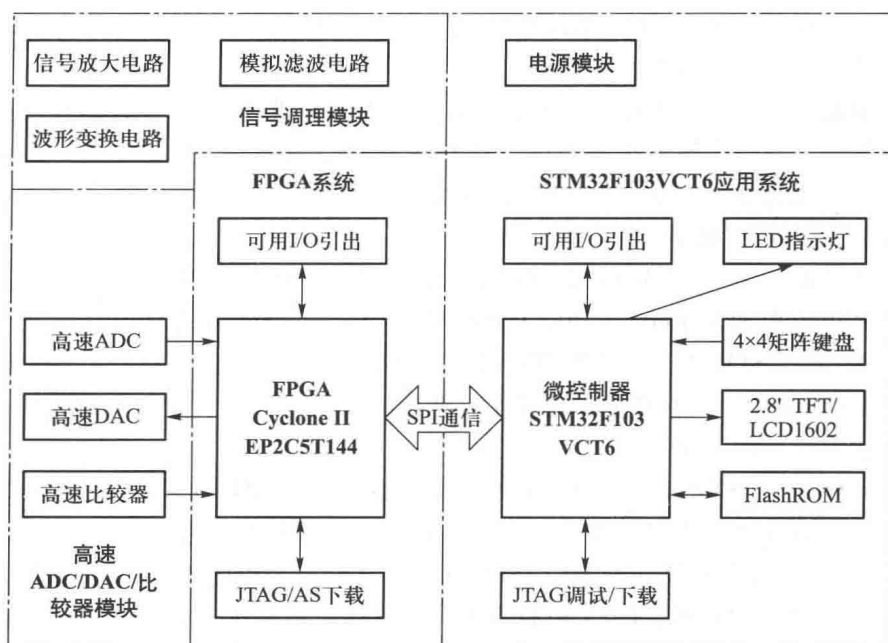 信号放大电路
模拟滤波电路
电源模块
波形变换电路
信号调理模块
FPGA系统
STM32F103VCT6应用系统
可用I/O引出
可用I/O引出
LED指示灯
高速ADC
高速DAC
高速比较器
FPGA
Cyclone II
EP2C5T144
SPI通信
微控制器
STM32F103
VCT6
4×4矩阵键盘
2.8' TFT/
LCD1602
FlashROM
高速
ADC/DAC/比
较器模块
JTAG/AS下载
JTAG调试/下载